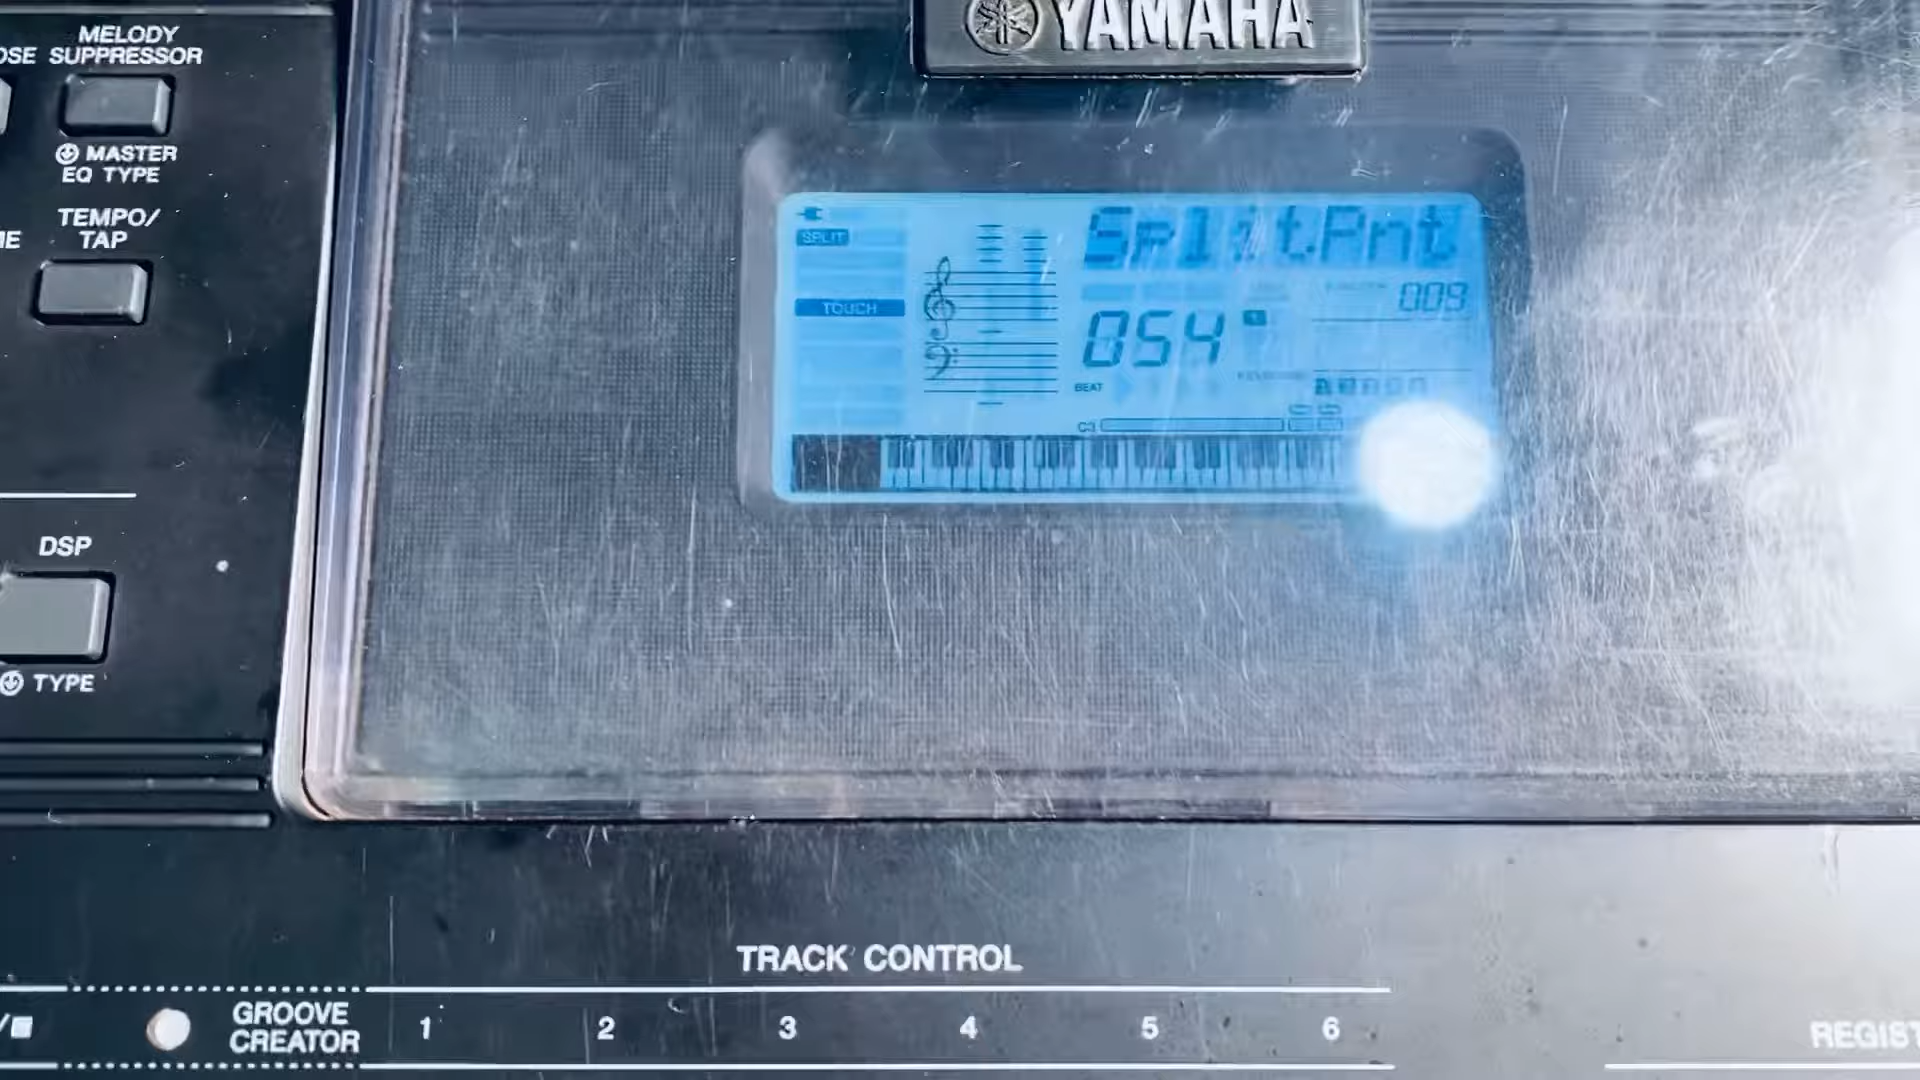 YAMAHA
MELODY
SUPPRESSOR
MASTER
EQ TYPE
TEMPO/
TAP
DSP
TYPE
SPLIT
TOUCH
SplitPnt
009
054
BEAT
C3
TRACK CONTROL
GROOVE
CREATOR
1 2 3 4 5 6
REGIST